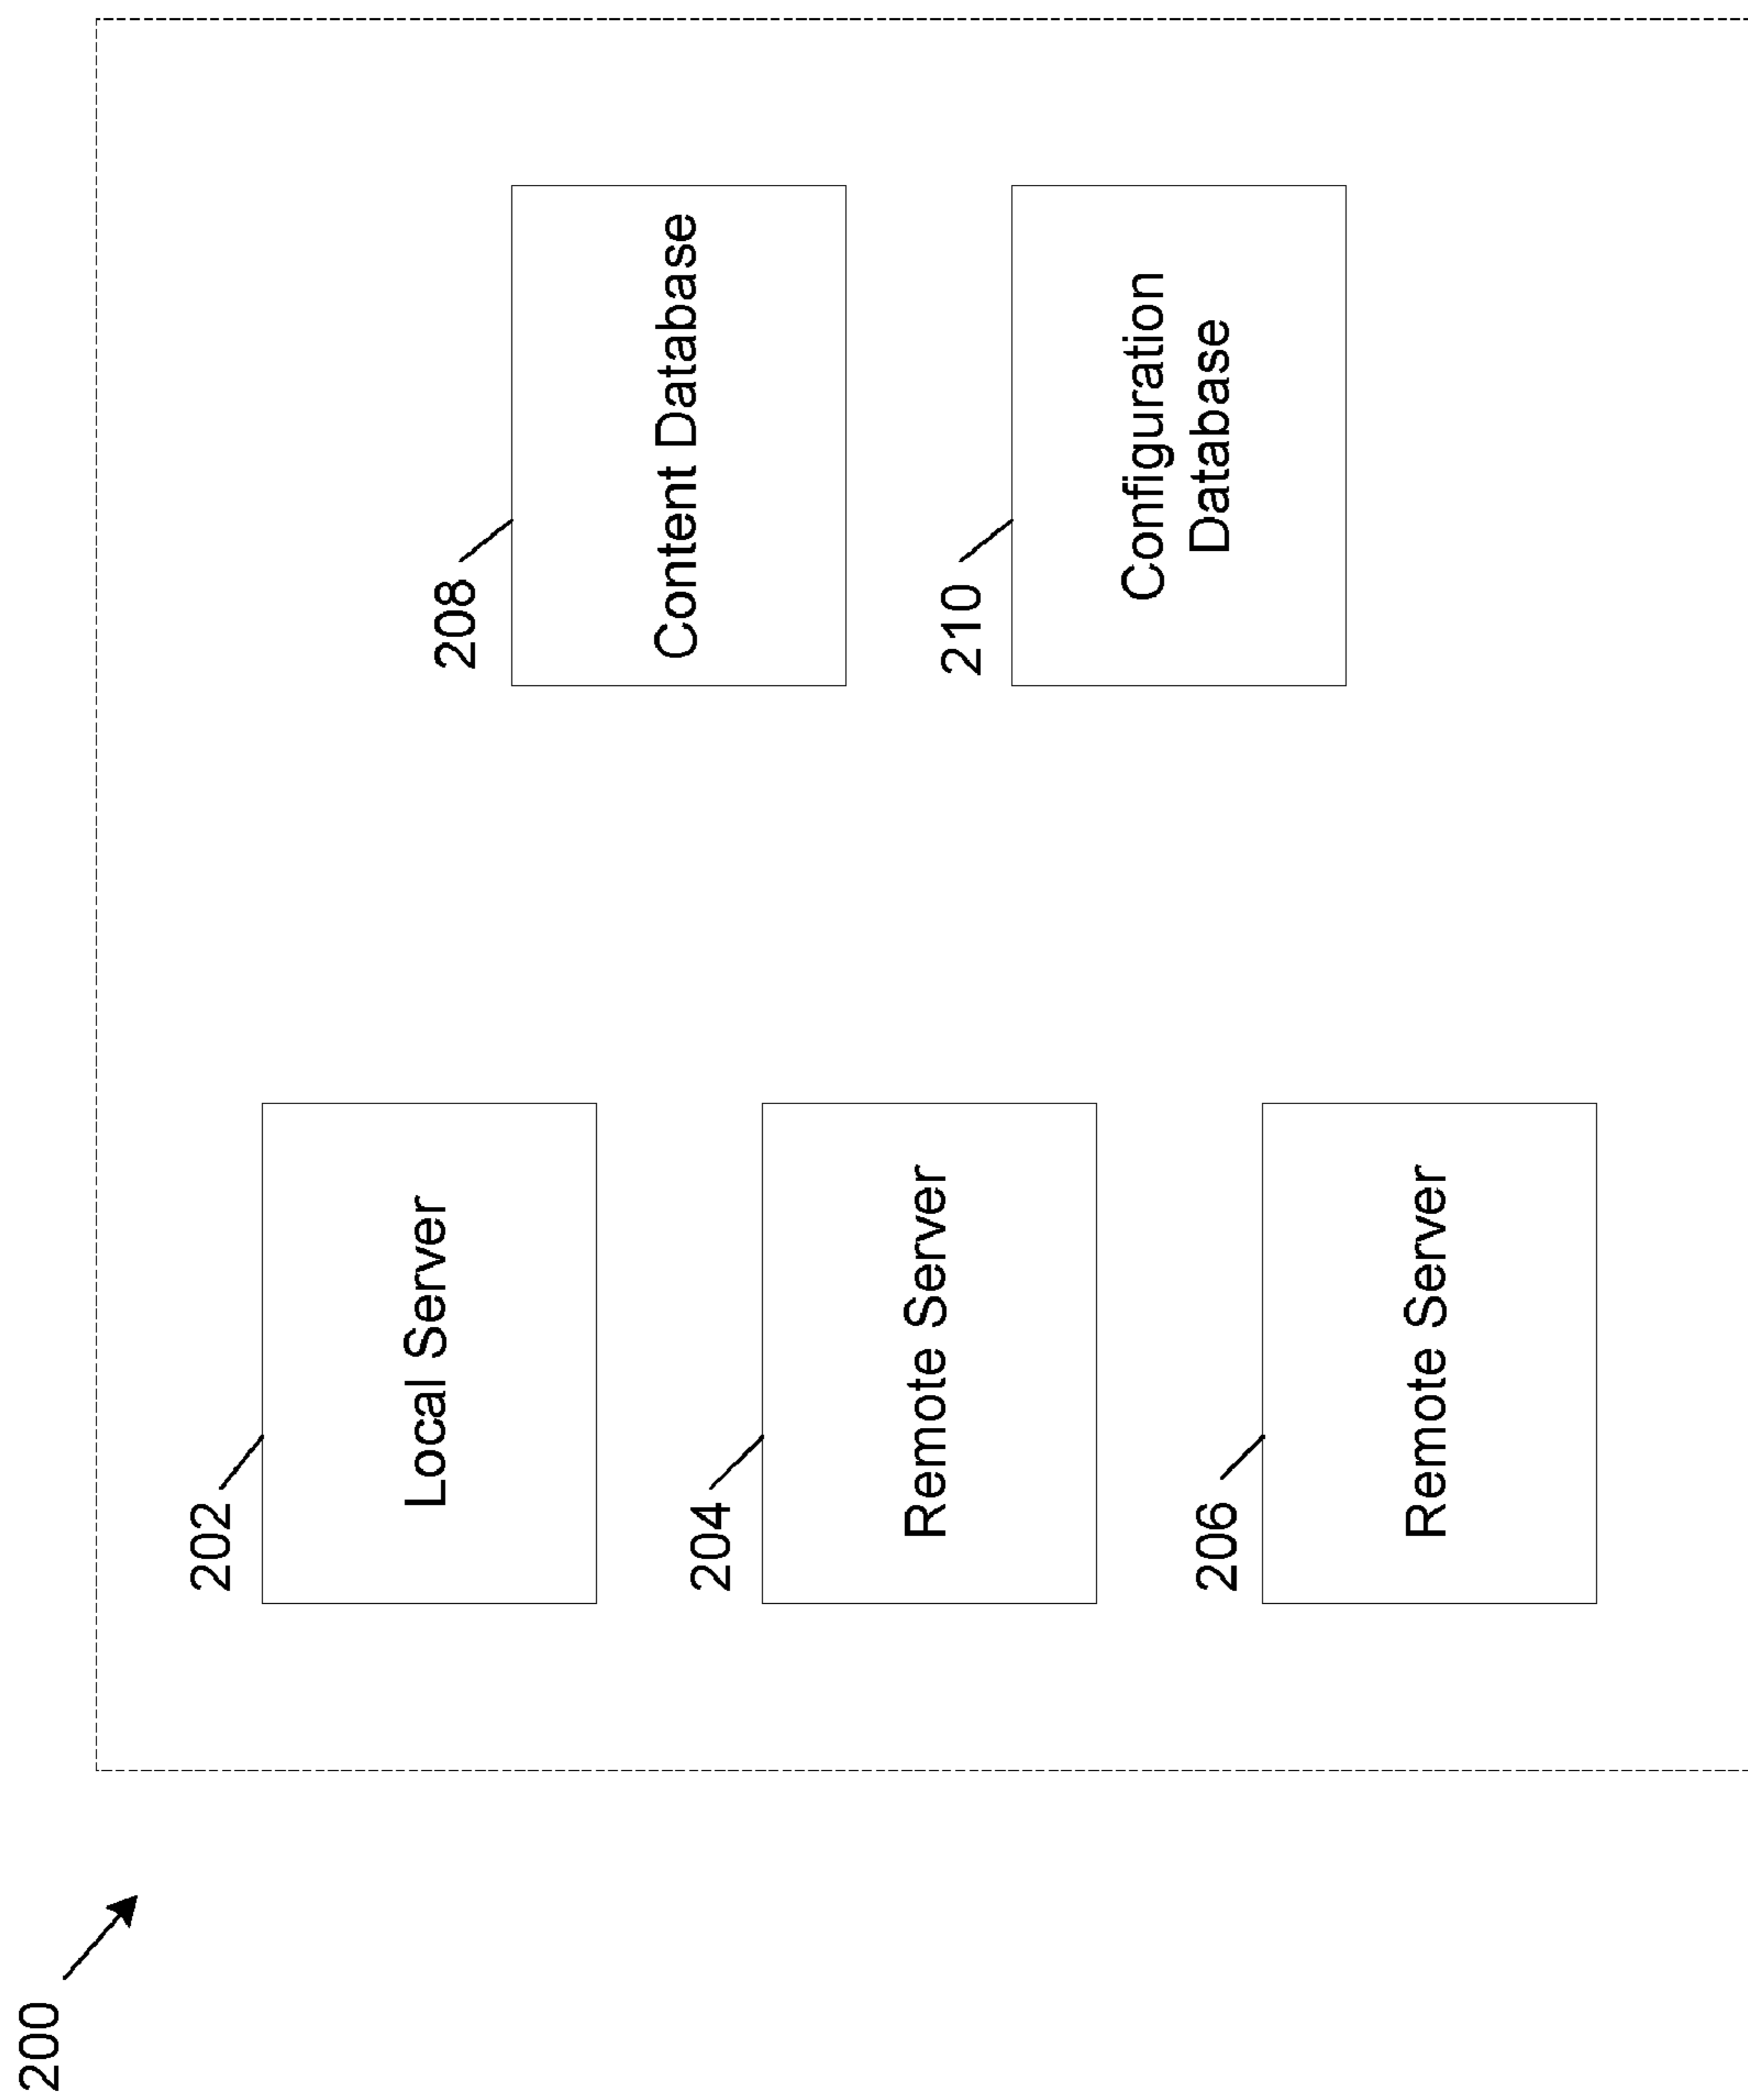 200
202
Local Server
204
Remote Server
206
Remote Server
208
Content Database
210
Configuration
Database